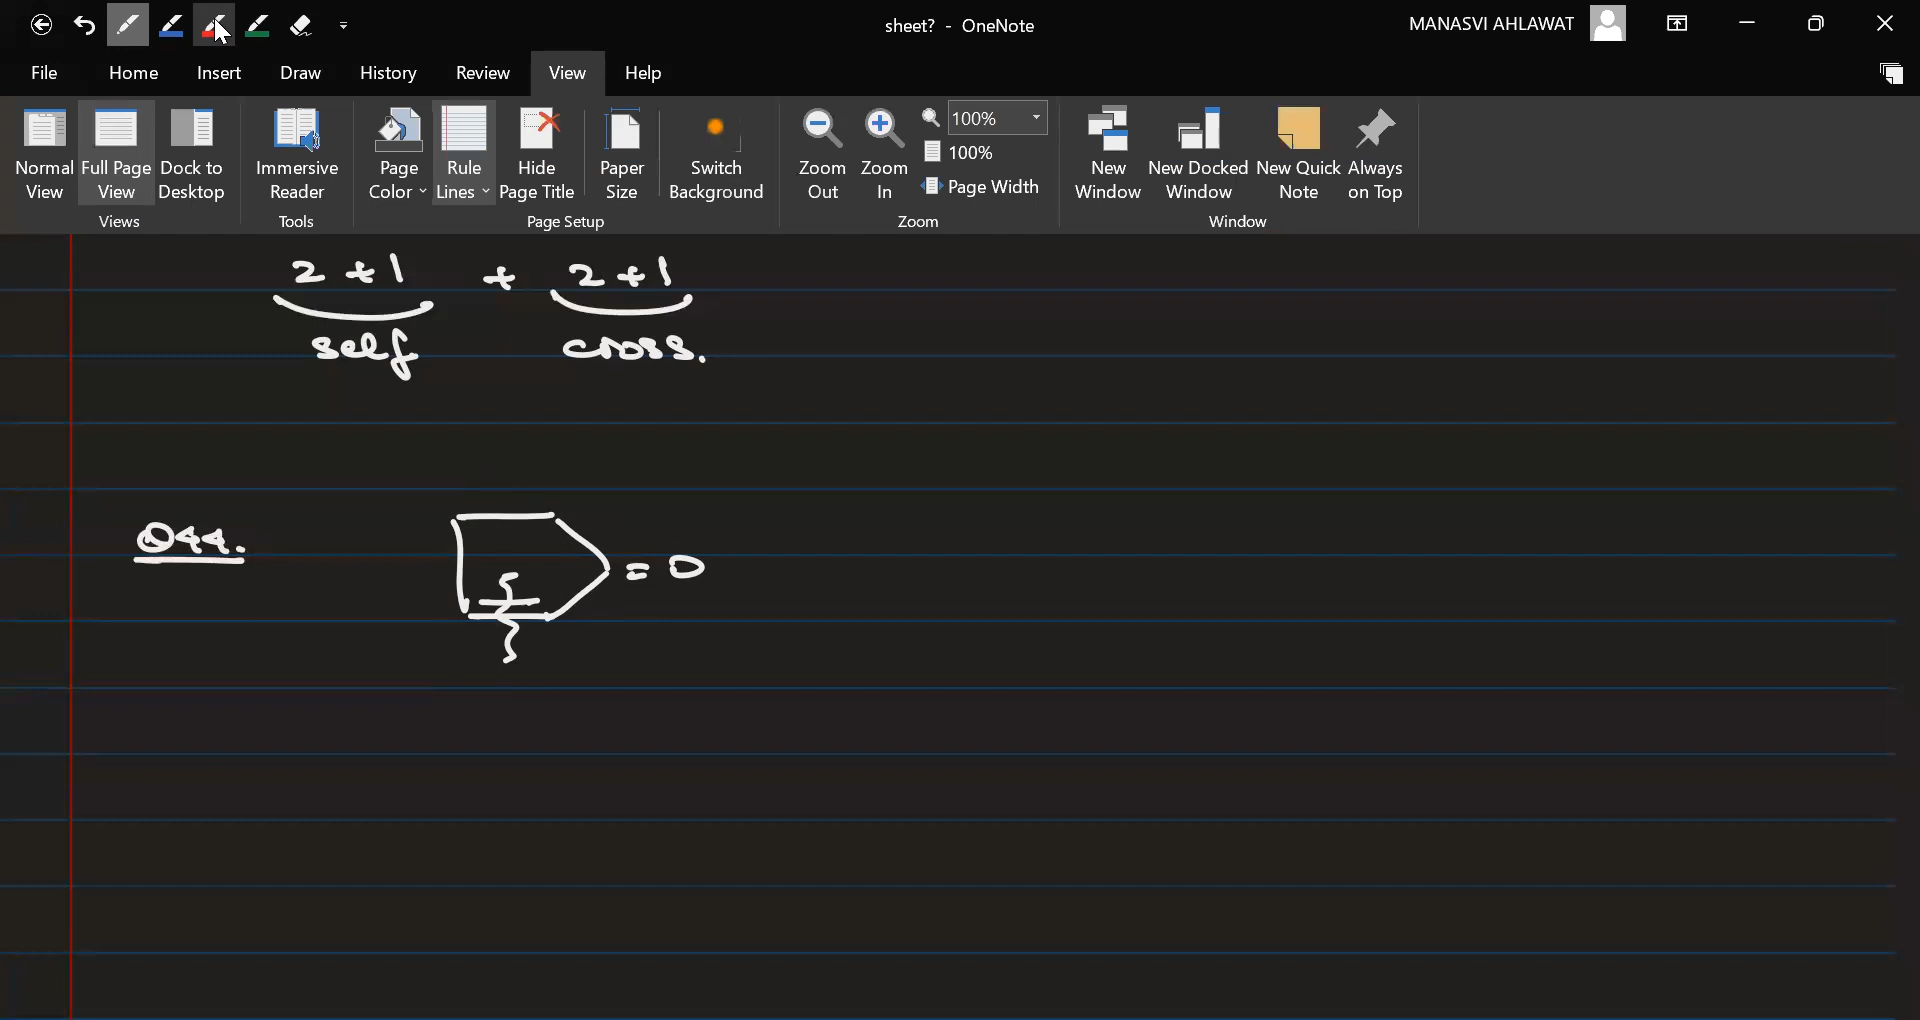 sheet? - OneNote
MANASVI AHLAWAT
File Home Insert Draw History Review View Help
Normal View
Full Page View
Dock to Desktop
Immersive Reader
Page Color
Rule Lines
Hide Page Title
Paper Size
Switch Background
Zoom Out
Zoom In
100%
100%
Page Width
New Window
New Docked Window
New Quick Note
Always on Top
Views Tools Page Setup Zoom Window
2 + 1 + 2 + 1
self cross.
Q44.
= 0